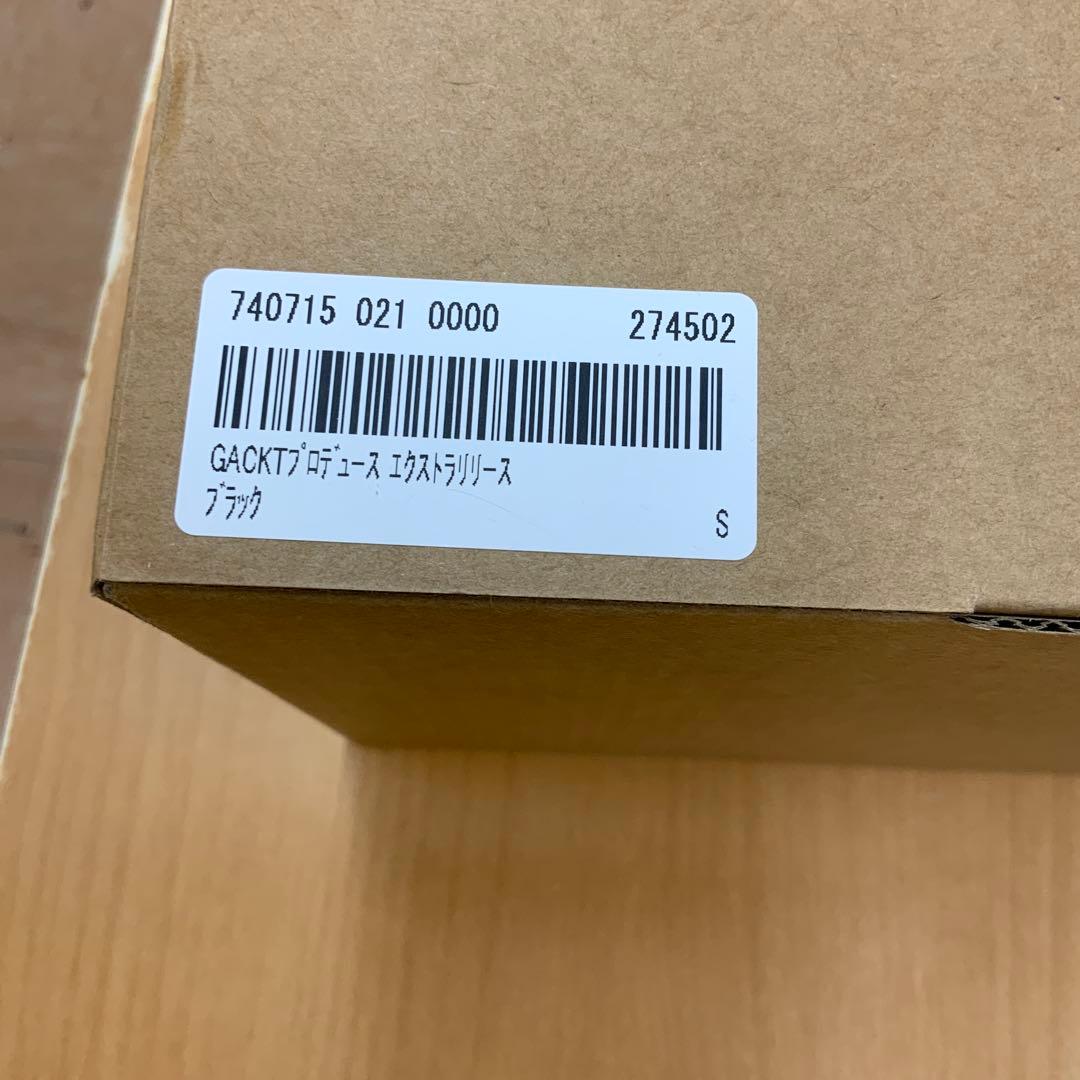 740715 021 0000 274502
GACKTﾌﾟﾛﾃﾞｭｰｽ ｴｸｽﾄﾗﾘﾘｰｽ
ﾌﾞﾗｯｸ S